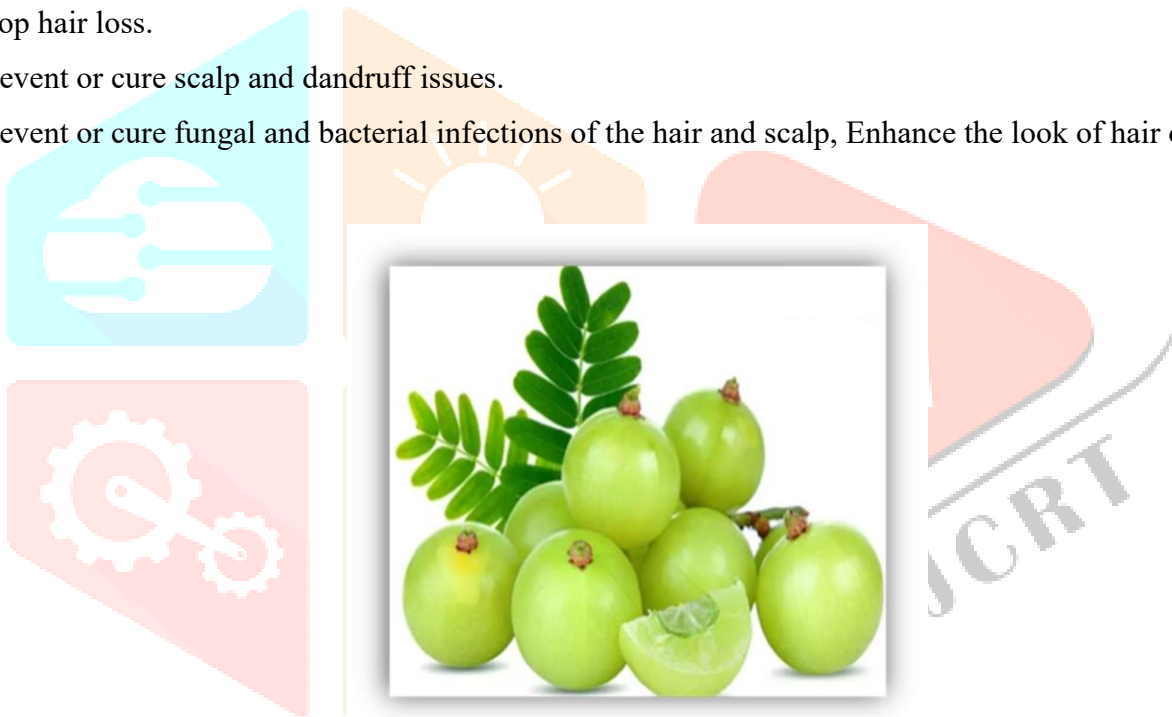 op hair loss.
event or cure scalp and dandruff issues.
event or cure fungal and bacterial infections of the hair and scalp, Enhance the look of hair
JCRT